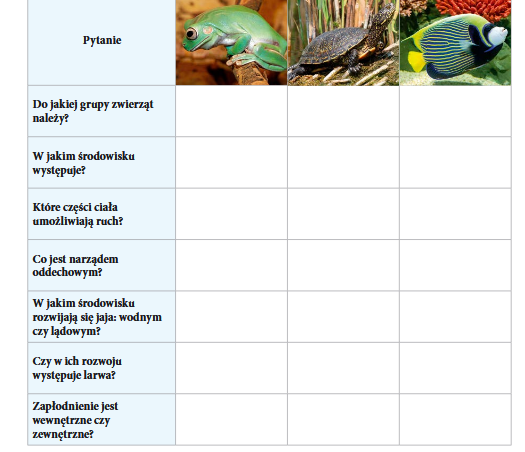 Pytanie
Do jakiej grupy zwierząt
należy?
W jakim środowisku
występuje?
Które części ciała
umożliwiają ruch?
Co jest narządem
oddechowym?
W jakim środowisku
rozwijają się jaja: wodnym
czy lądowym?
Czy w ich rozwoju
występuje larwa?
Zapłodnienie jest
wewnętrzne czy
zewnętrzne?